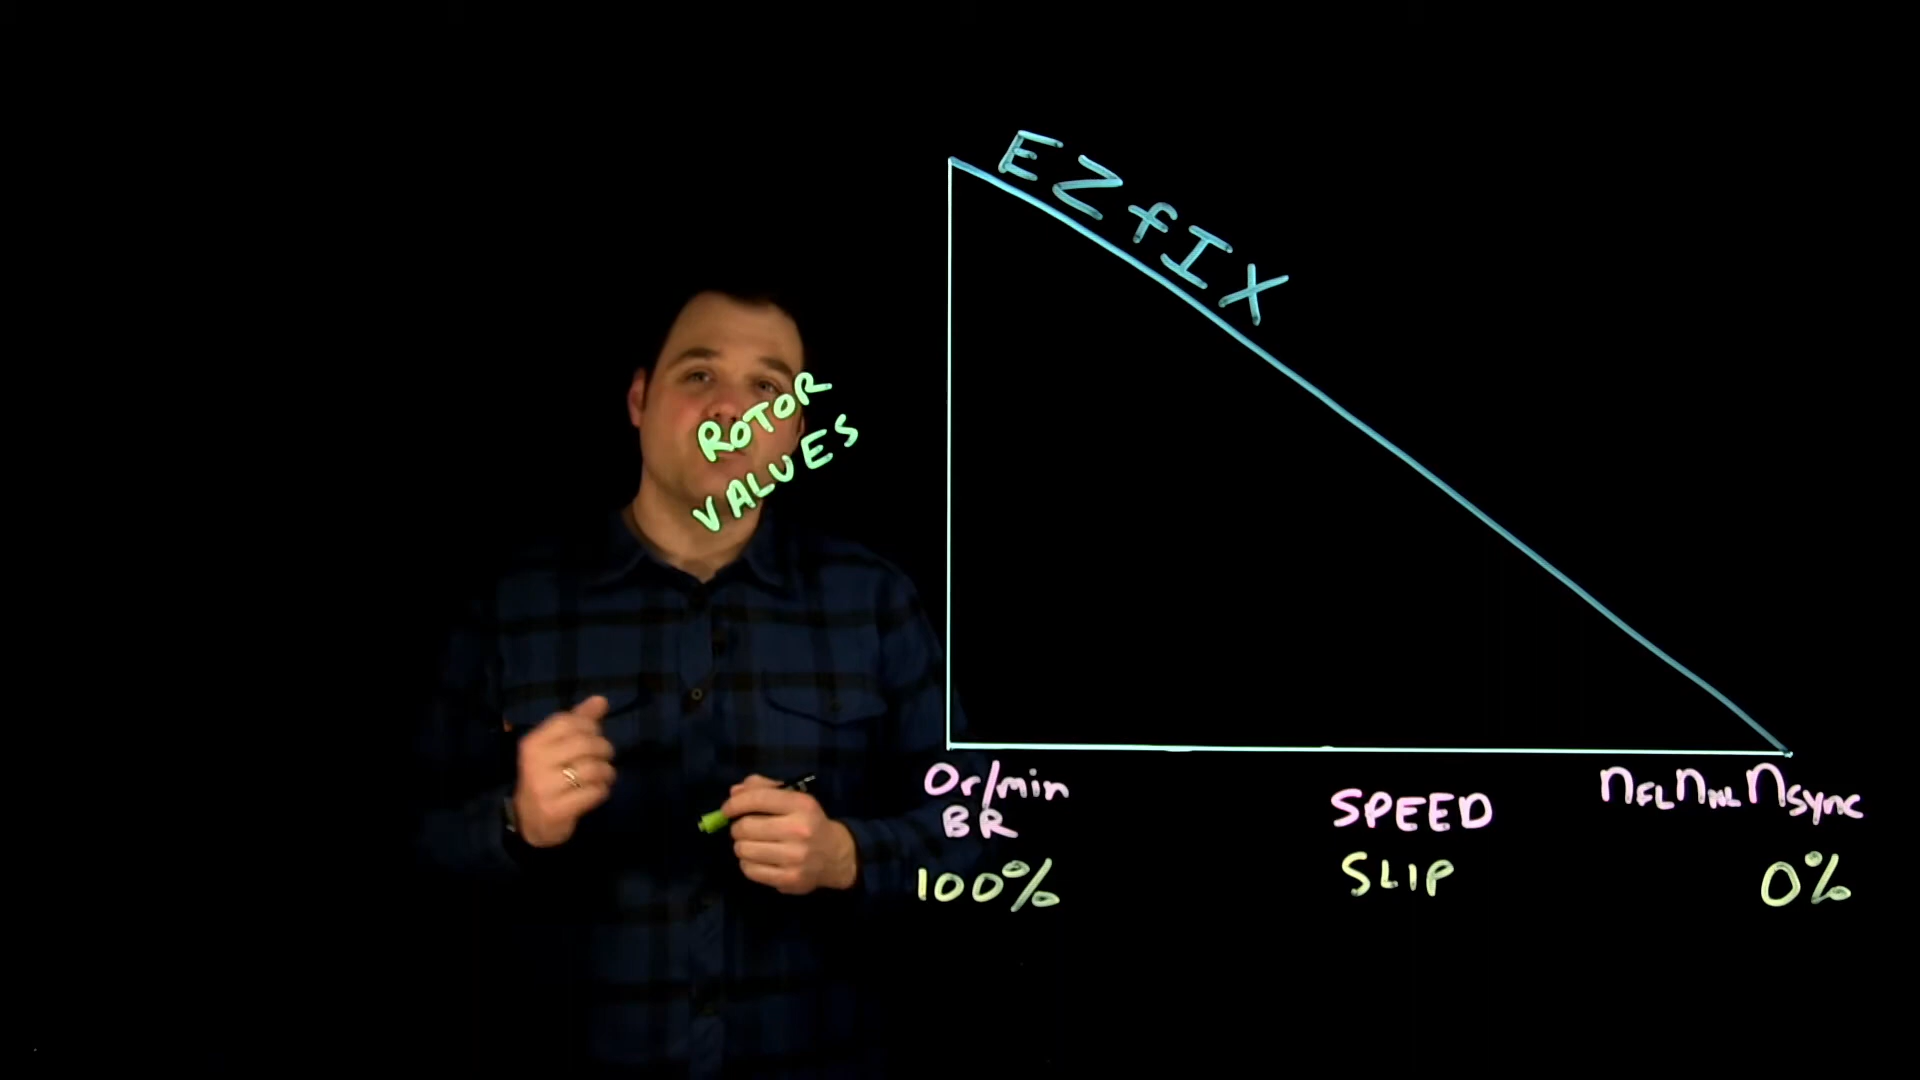 EZfIX
ROTOR
VALUES
0r/min
BR
SPEED
nFL nNL nsync
100%
SLIP
0%